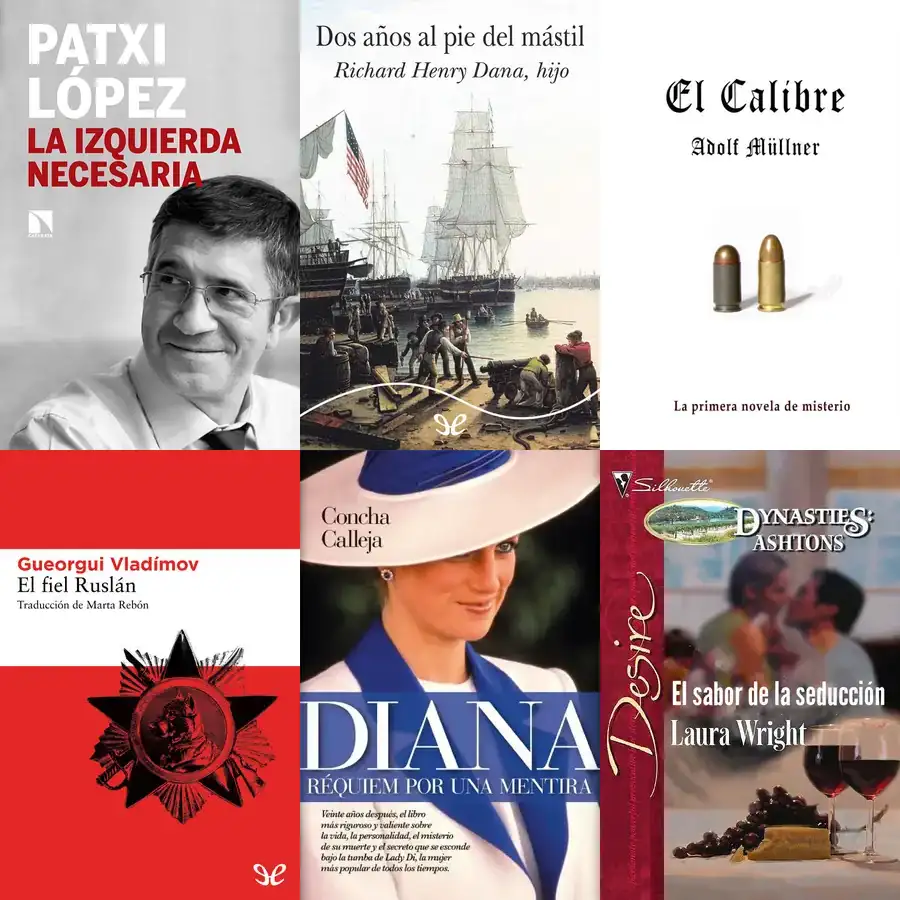 PATXI
LÓPEZ
LA IZQUIERDA
NECESARIA
CATARATA
Dos años al pie del mástil
Richard Henry Dana, hijo
El Calibre
Adolf Müllner
La primera novela de misterio
Gueorgui Vladímov
El fiel Ruslán
Traducción de Marta Rebón
Concha
Calleja
DIANA
RÉQUIEM POR UNA MENTIRA
Veinte años después, el libro
más riguroso y valiente sobre
la vida, la personalidad, el misterio
de su muerte y el secreto que se esconde
bajo la tumba de Lady Di, la mujer
más popular de todos los tiempos.
Silhouette®
DYNASTIES:
ASHTONS
Desire
El sabor de la seducción
Laura Wright